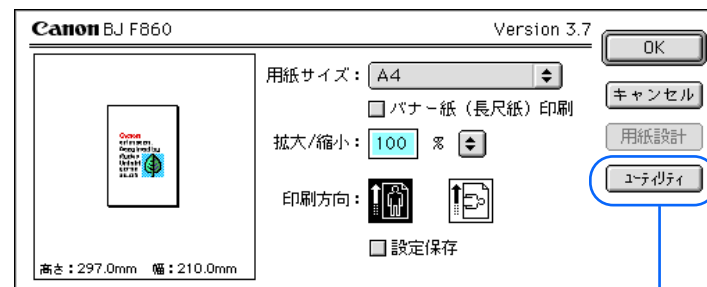 Canon BJ F860
Version 3.7
OK
用紙サイズ： A4
キャンセル
バナー紙（長尺紙）印刷
拡大/縮小： 100 %
用紙設計
ユーティリティ
印刷方向：
設定保存
高さ：297.0mm 幅：210.0mm
Canon